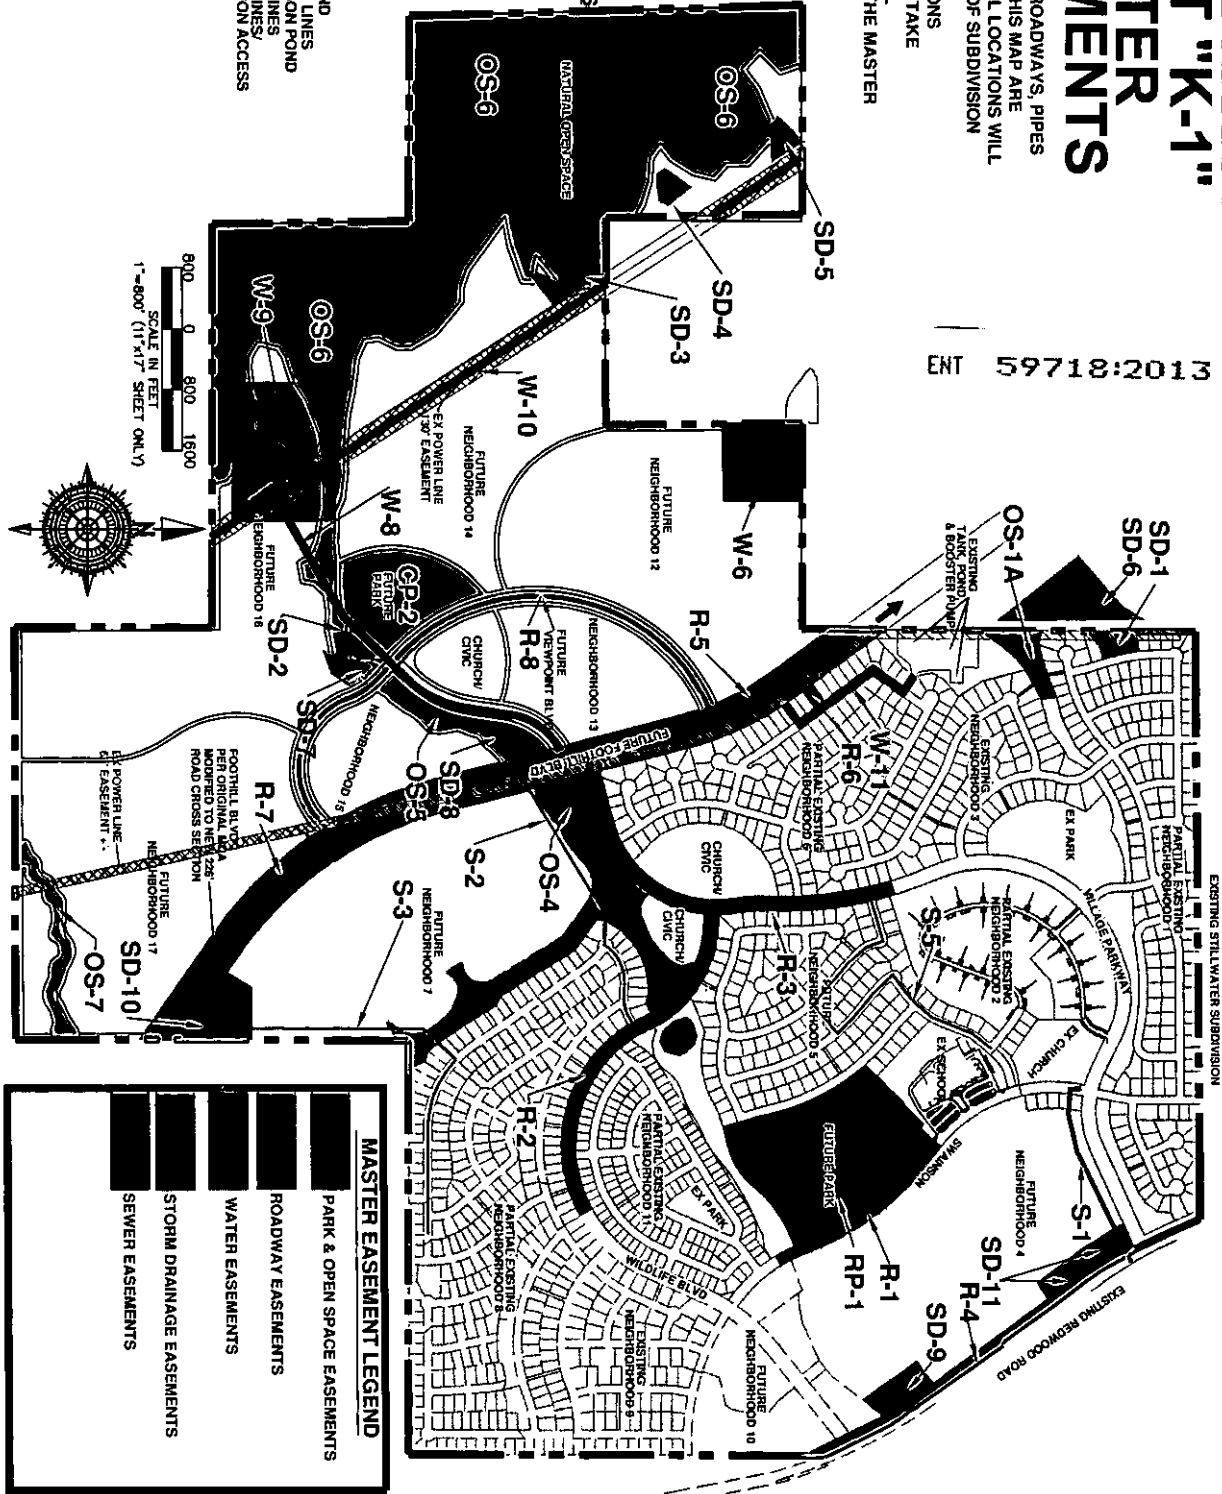 T "K-1"
TER
MENTS
ROADWAYS, PIPES
HIS MAP ARE
L LOCATIONS WILL
OF SUBDIVISION
ONS
TAKE
THE MASTER
LINES
ON POND
INES
INES/
ON ACCESS
ENT 59718:2013
EXISTING STILLWATER SUBDIVISION
SD-1
SD-6
OS-1A
EXISTING
TANK, POND
& BOOSTER PUMP
PARTIAL EXISTING
NEIGHBORHOOD 1
EXISTING
NEIGHBORHOOD 3
EX PARK
VILLAGE PARKWAY
PARTIAL EXISTING
NEIGHBORHOOD 2
EX CHURCH
S-1
SD-11
R-4
EXISTING REDWOOD ROAD
FUTURE
NEIGHBORHOOD 4
SWAINSON
EX SCHOOL
S-5
W-11
R-6
PARTIAL EXISTING
NEIGHBORHOOD 6
CHURCH/
CIVIC
CHURCH/
CIVIC
R-3
FUTURE
NEIGHBORHOOD 5
FUTURE PARK
R-1
RP-1
SD-9
FUTURE
NEIGHBORHOOD 10
WILDLIFE BLVD
EX PARK
PARTIAL EXISTING
NEIGHBORHOOD 11
EXISTING
NEIGHBORHOOD 9
PARTIAL EXISTING
NEIGHBORHOOD 8
R-2
SD-5
SD-4
SD-3
OS-6
OS-6
NATURAL OPEN SPACE
OS-6
W-6
R-5
FUTURE
NEIGHBORHOOD 12
W-10
EX POWER LINE
130' EASEMENT
FUTURE
NEIGHBORHOOD 14
NEIGHBORHOOD 13
FUTURE
VIEWPOINT BLVD
R-8
FUTURE FOOTHILL BLVD
CHURCH/
CIVIC
CP-2
FUTURE
PARK
W-8
W-9
FUTURE
NEIGHBORHOOD 16
SD-2
SD-7
NEIGHBORHOOD 15
OS-5
SD-8
S-2
OS-4
S-3
FUTURE
NEIGHBORHOOD 7
R-7
FOOTHILL BLVD
PER ORIGINAL MDA
MODIFIED TO NEW 226'
ROAD CROSS SECTION
EX POWER LINE
EASEMENT
FUTURE
NEIGHBORHOOD 17
SD-10
OS-7
800 0 800 1600
SCALE IN FEET
1"=800' (11"x17" SHEET ONLY)
N
MASTER EASEMENT LEGEND
PARK & OPEN SPACE EASEMENTS
ROADWAY EASEMENTS
WATER EASEMENTS
STORM DRAINAGE EASEMENTS
SEWER EASEMENTS